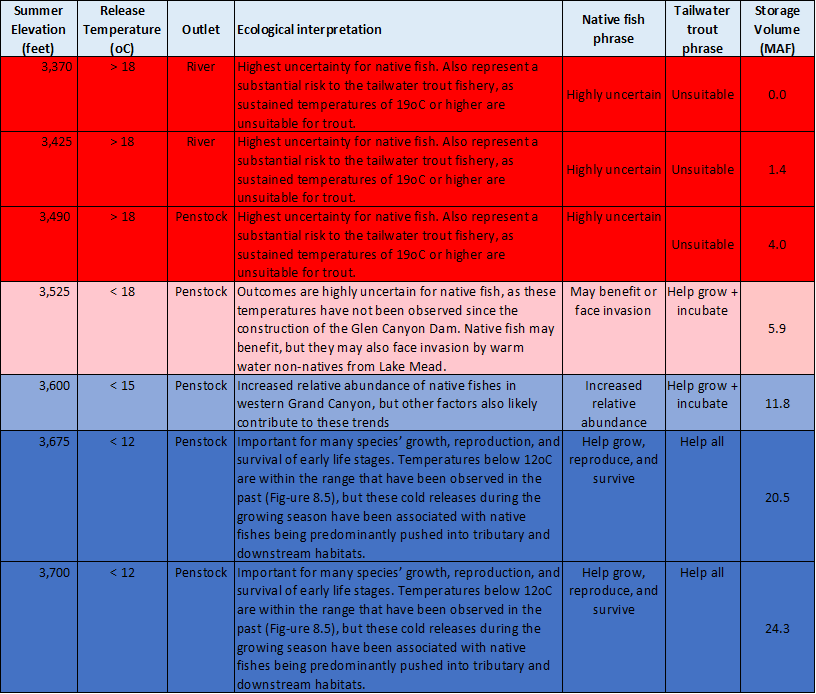 Summer Elevation (feet) Release Temperature (oC) Outlet Ecological interpretation Native fish phrase Tailwater trout phrase Storage Volume (MAF)
3,370 > 18 River Highest uncertainty for native fish. Also represent a
substantial risk to the tailwater trout fishery, as
sustained temperatures of 19oC or higher are
unsuitable for trout.
Highly uncertain Unsuitable 0.0
3,425 > 18 River Highest uncertainty for native fish. Also represent a
substantial risk to the tailwater trout fishery, as
sustained temperatures of 19oC or higher are
unsuitable for trout.
Highly uncertain Unsuitable 1.4
3,490 > 18 Penstock Highest uncertainty for native fish. Also represent a
substantial risk to the tailwater trout fishery, as
sustained temperatures of 19oC or higher are
unsuitable for trout.
Highly uncertain Unsuitable 4.0
3,525 < 18 Penstock Outcomes are highly uncertain for native fish, as these
temperatures have not been observed since the
construction of the Glen Canyon Dam. Native fish may
benefit, but they may also face invasion by warm
water non-natives from Lake Mead.
May benefit or
face invasion
Help grow +
incubate
5.9
3,600 < 15 Penstock Increased relative abundance of native fishes in
western Grand Canyon, but other factors also likely
contribute to these trends
Increased
relative
abundance
Help grow +
incubate
11.8
3,675 < 12 Penstock Important for many species’ growth, reproduction, and
survival of early life stages. Temperatures below 12oC
are within the range that have been observed in the
past (Fig-ure 8.5), but these cold releases during the
growing season have been associated with native
fishes being predominantly pushed into tributary and
downstream habitats.
Help grow,
reproduce, and
survive
Help all
20.5
3,700 < 12 Penstock Important for many species’ growth, reproduction, and
survival of early life stages. Temperatures below 12oC
are within the range that have been observed in the
past (Fig-ure 8.5), but these cold releases during the
growing season have been associated with native
fishes being predominantly pushed into tributary and
downstream habitats.
Help grow,
reproduce, and
survive
Help all
24.3